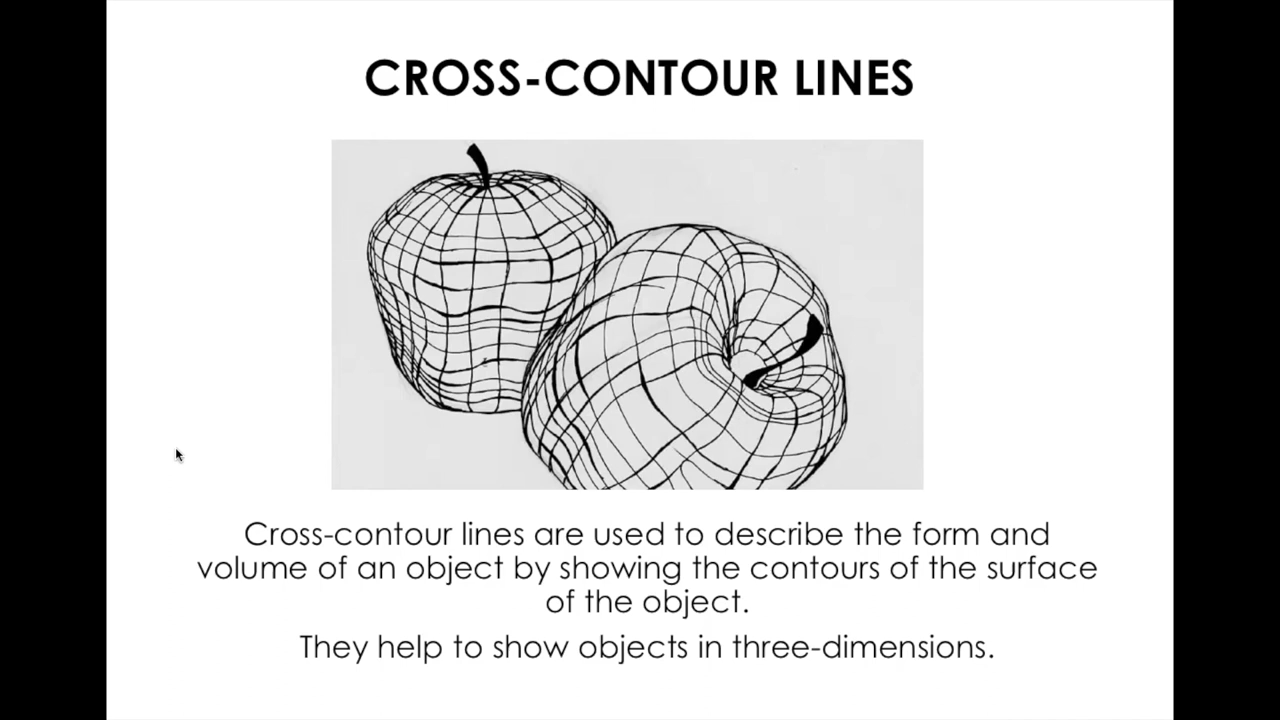 CROSS-CONTOUR LINES
Cross-contour lines are used to describe the form and
volume of an object by showing the contours of the surface
of the object.
They help to show objects in three-dimensions.